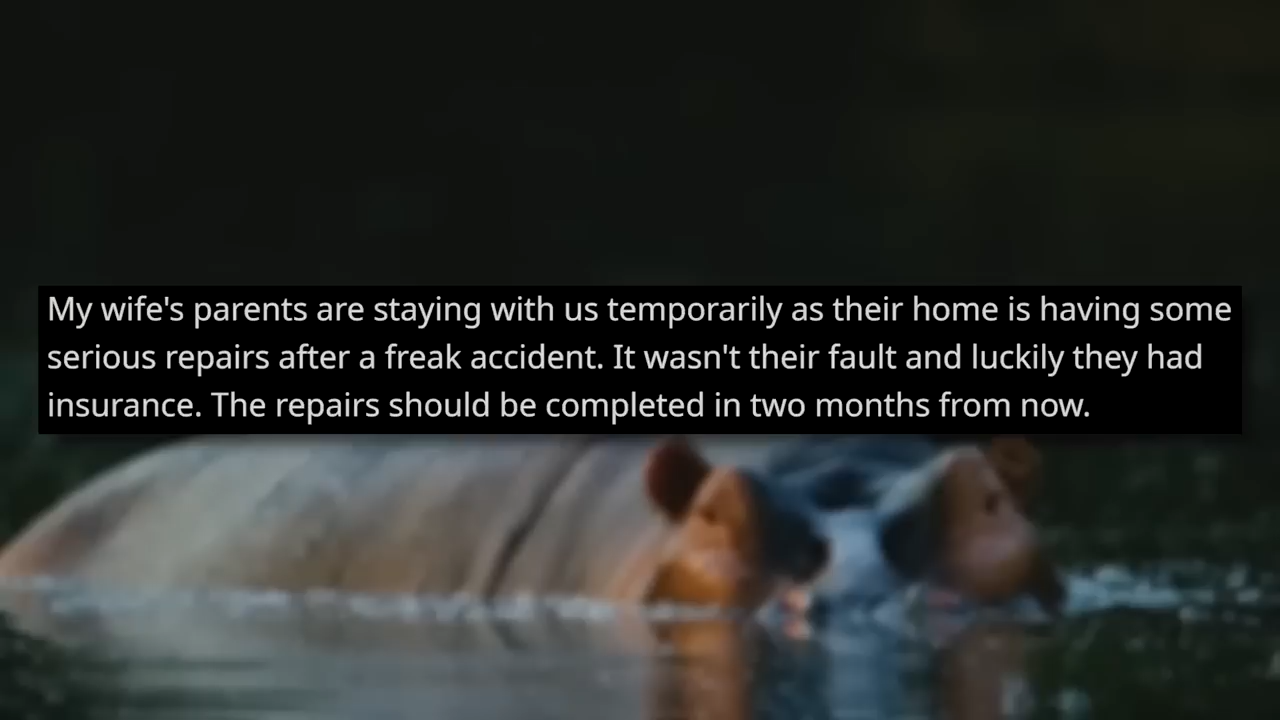 My wife's parents are staying with us temporarily as their home is having some
serious repairs after a freak accident. It wasn't their fault and luckily they had
insurance. The repairs should be completed in two months from now.